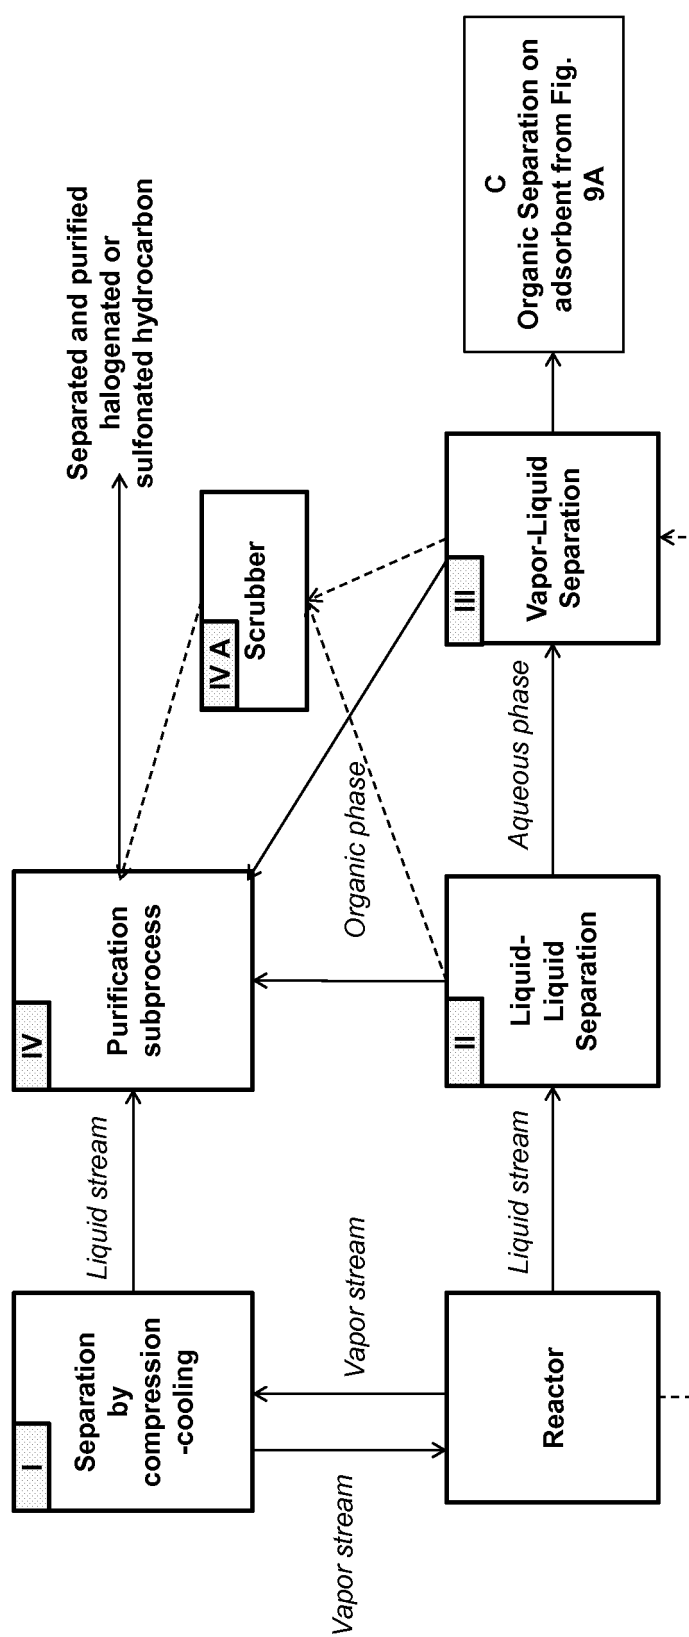 I
Separation
by
compression
-cooling
Liquid stream
IV
Purification
subprocess
Separated and purified
halogenated or
sulfonated hydrocarbon
IV A
Scrubber
Vapor stream
Vapor stream
Organic phase
Reactor
Liquid stream
II
Liquid-
Liquid
Separation
Aqueous phase
III
Vapor-Liquid
Separation
C
Organic Separation on
adsorbent from Fig.
9A